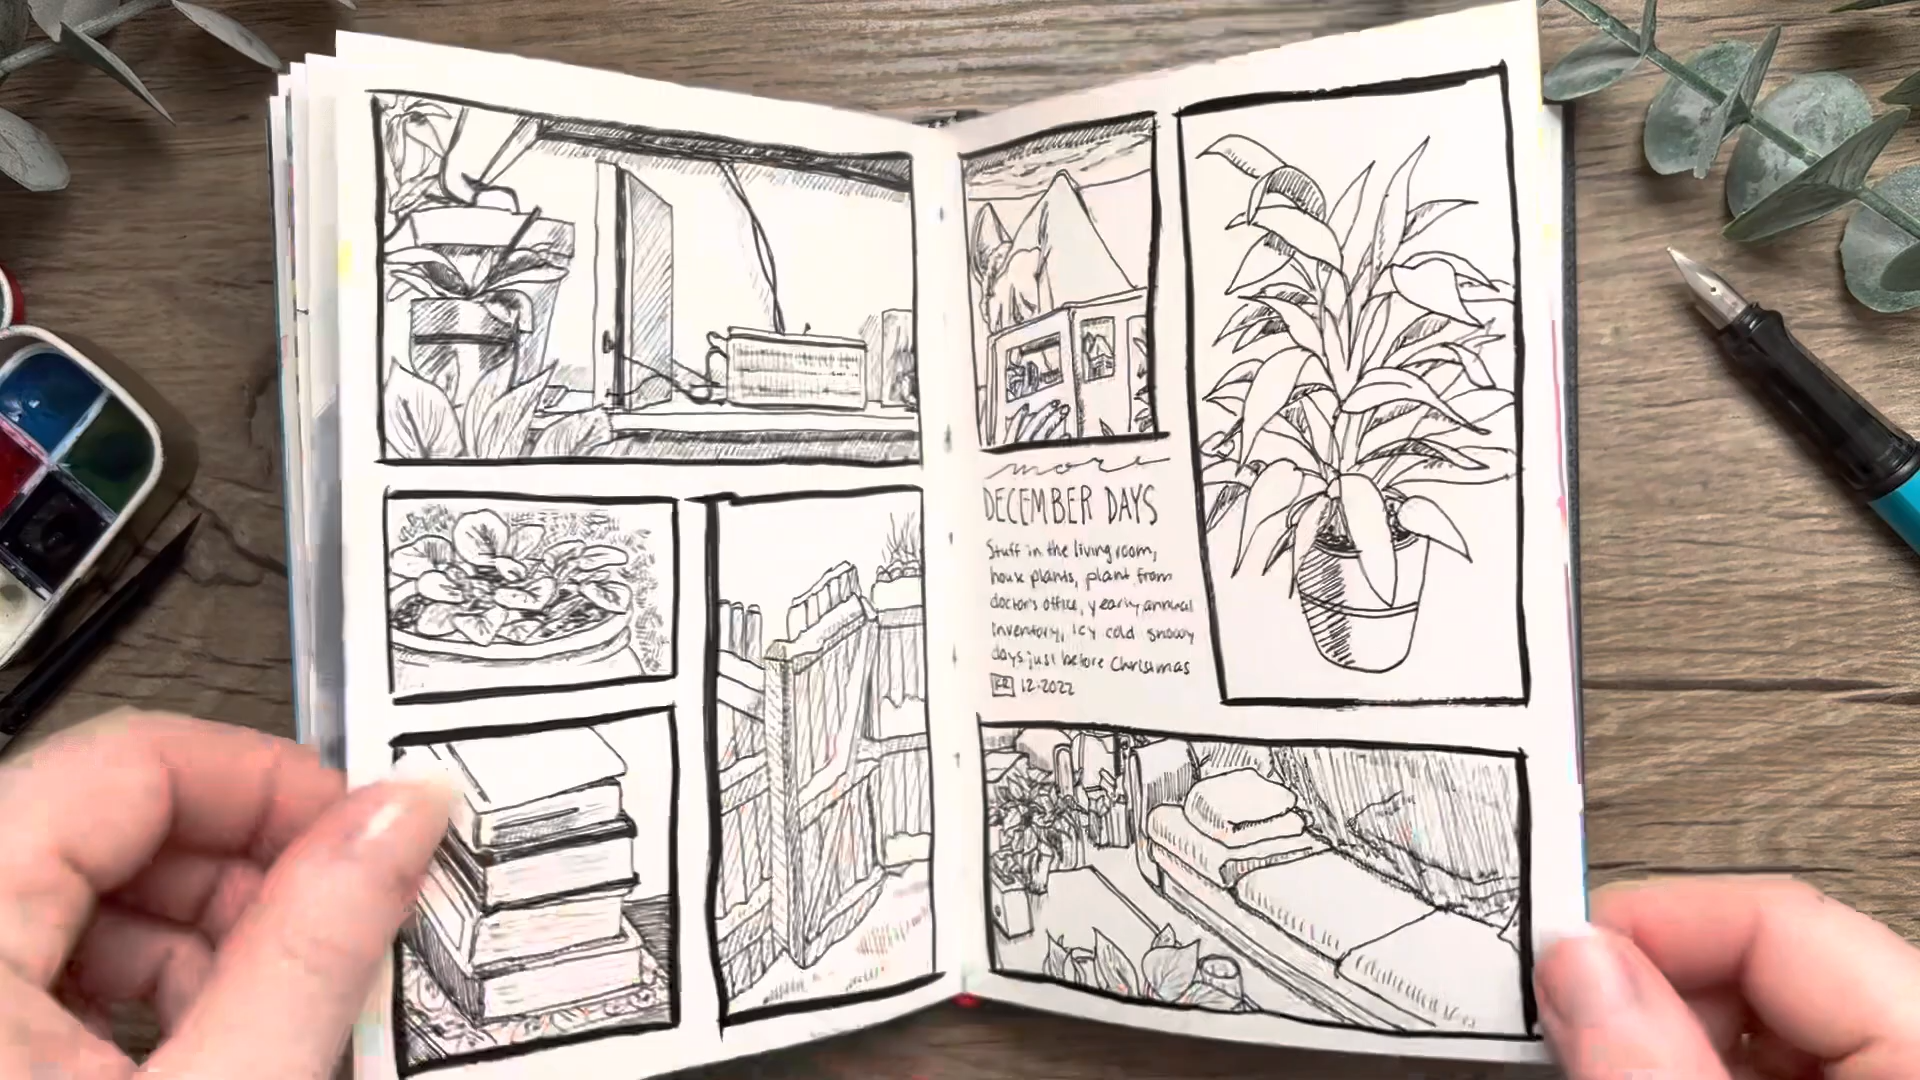 more
DECEMBER DAYS
Stuff in the living room,
house plants, plant from
doctor's office, yearly annual
inventory, icy cold snowy
days just before Christmas
KR 12.2022